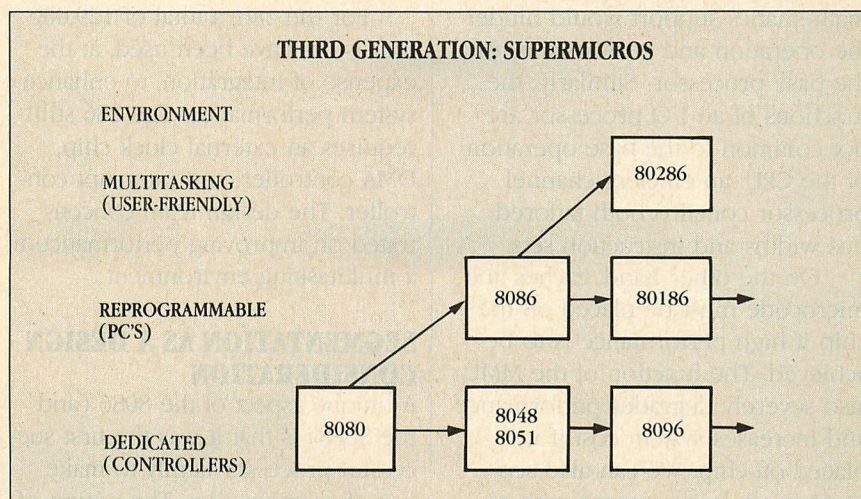 THIRD GENERATION: SUPERMICROS
ENVIRONMENT
MULTITASKING
(USER-FRIENDLY)
80286
REPROGRAMMABLE
(PC'S)
8086
80186
DEDICATED
(CONTROLLERS)
8080
8048
8051
8096